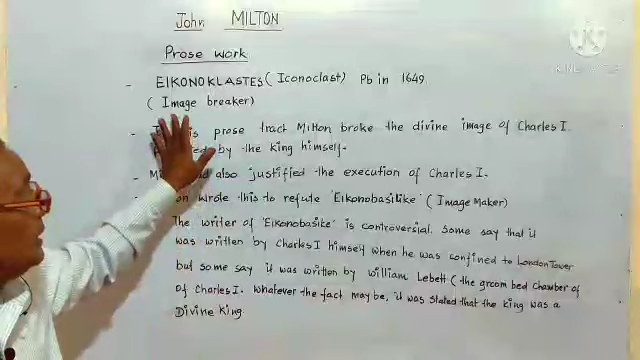 John MILTON
Prose work
- EIKONOKLASTES (Iconoclast) Pb in 1649
( Image breaker)
- is prose tract Milton broke the divine image of Charles I.
by the king himself.
- also justified the execution of Charles I.
- wrote this to refute 'Eikonobasilike' (Image Maker)
The writer of 'Eikonobasike' is controversial. Some say that it
was written by Charles I himself when he was confined to London Tower
but some say it was written by William Lebett ( the groom bed chamber of
of Charles I. Whatever the fact may be, it was stated that the king was a
Divine King.
KINEMASTER